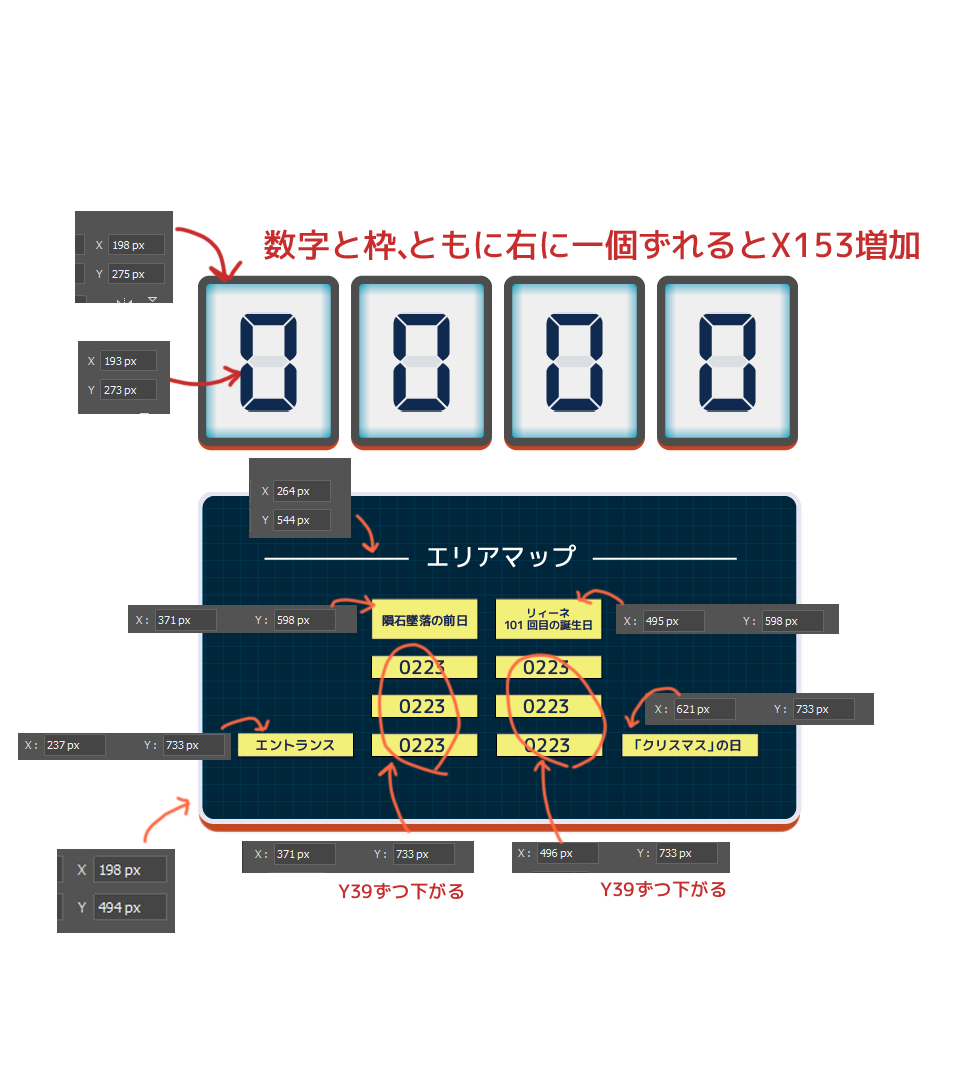 X 198 px
Y 275 px
数字と枠、ともに右に一個ずれるとX153増加
X 193 px
Y 273 px
0 0 0 0
X 264 px
Y 544 px
エリアマップ
X: 371 px Y: 598 px
隕石墜落の前日
リィーネ
101 回目の誕生日
X: 495 px Y: 598 px
0223 0223
0223 0223
X: 621 px Y: 733 px
X: 237 px Y: 733 px
エントランス
0223 0223
「クリスマス」の日
X 198 px
Y 494 px
X: 371 px Y: 733 px
X: 496 px Y: 733 px
Y39ずつ下がる
Y39ずつ下がる